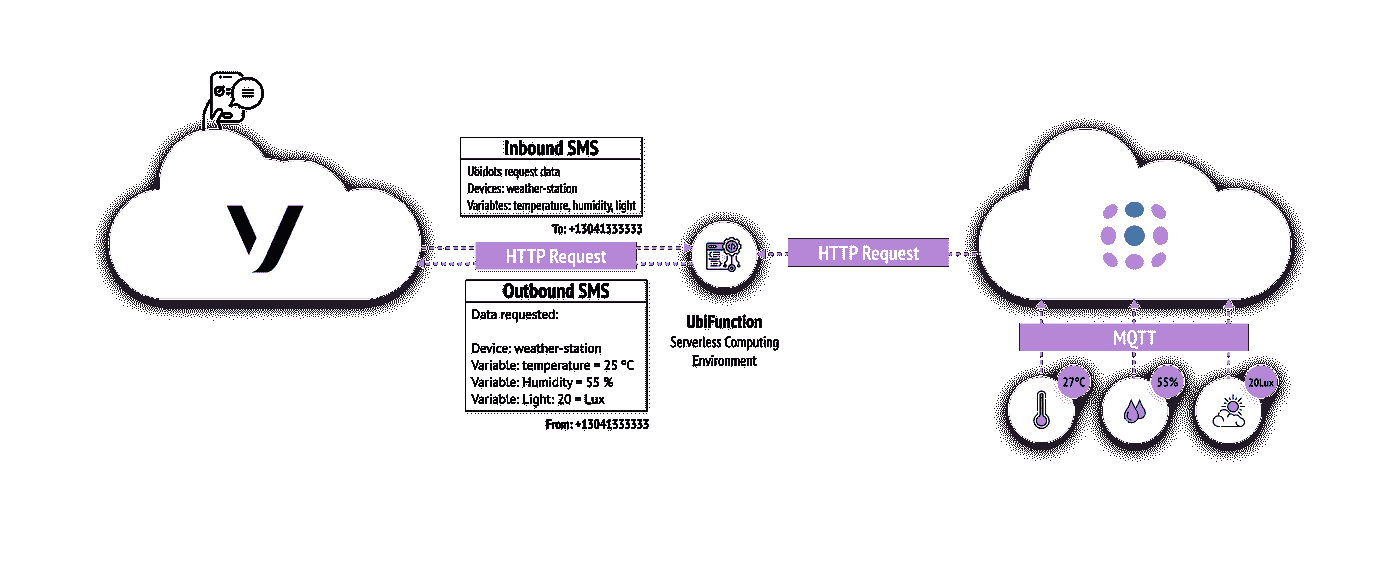 Inbound SMS
Ubidots request data
Devices: weather-station
Variables: temperature, humidity, light
To: +13041333333
HTTP Request
Outbound SMS
Data requested:
Device: weather-station
Variable: temperature = 25 °C
Variable: Humidity = 55 %
Variable: Light: 20 = Lux
From: +13041333333
UbiFunction
Serverless Computing
Environment
HTTP Request
MQTT
27°C
55%
20Lux